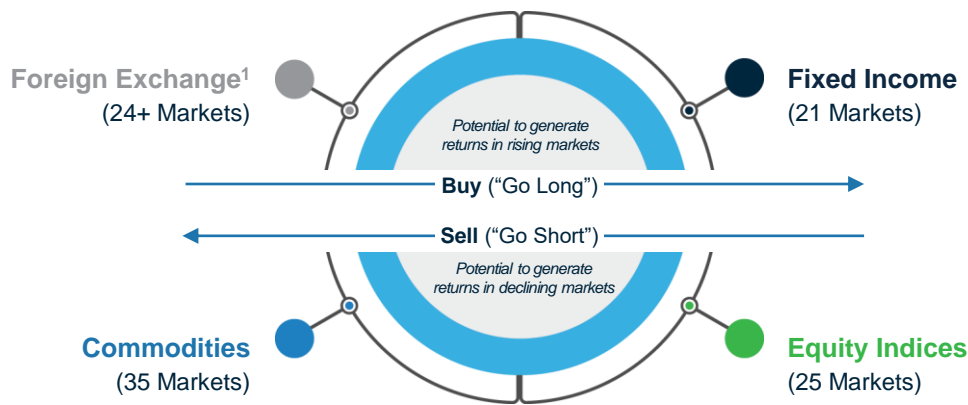 Foreign Exchange¹
(24+ Markets)
Fixed Income
(21 Markets)
Potential to generate
returns in rising markets
Buy (“Go Long”)
Sell (“Go Short”)
Potential to generate
returns in declining markets
Commodities
(35 Markets)
Equity Indices
(25 Markets)